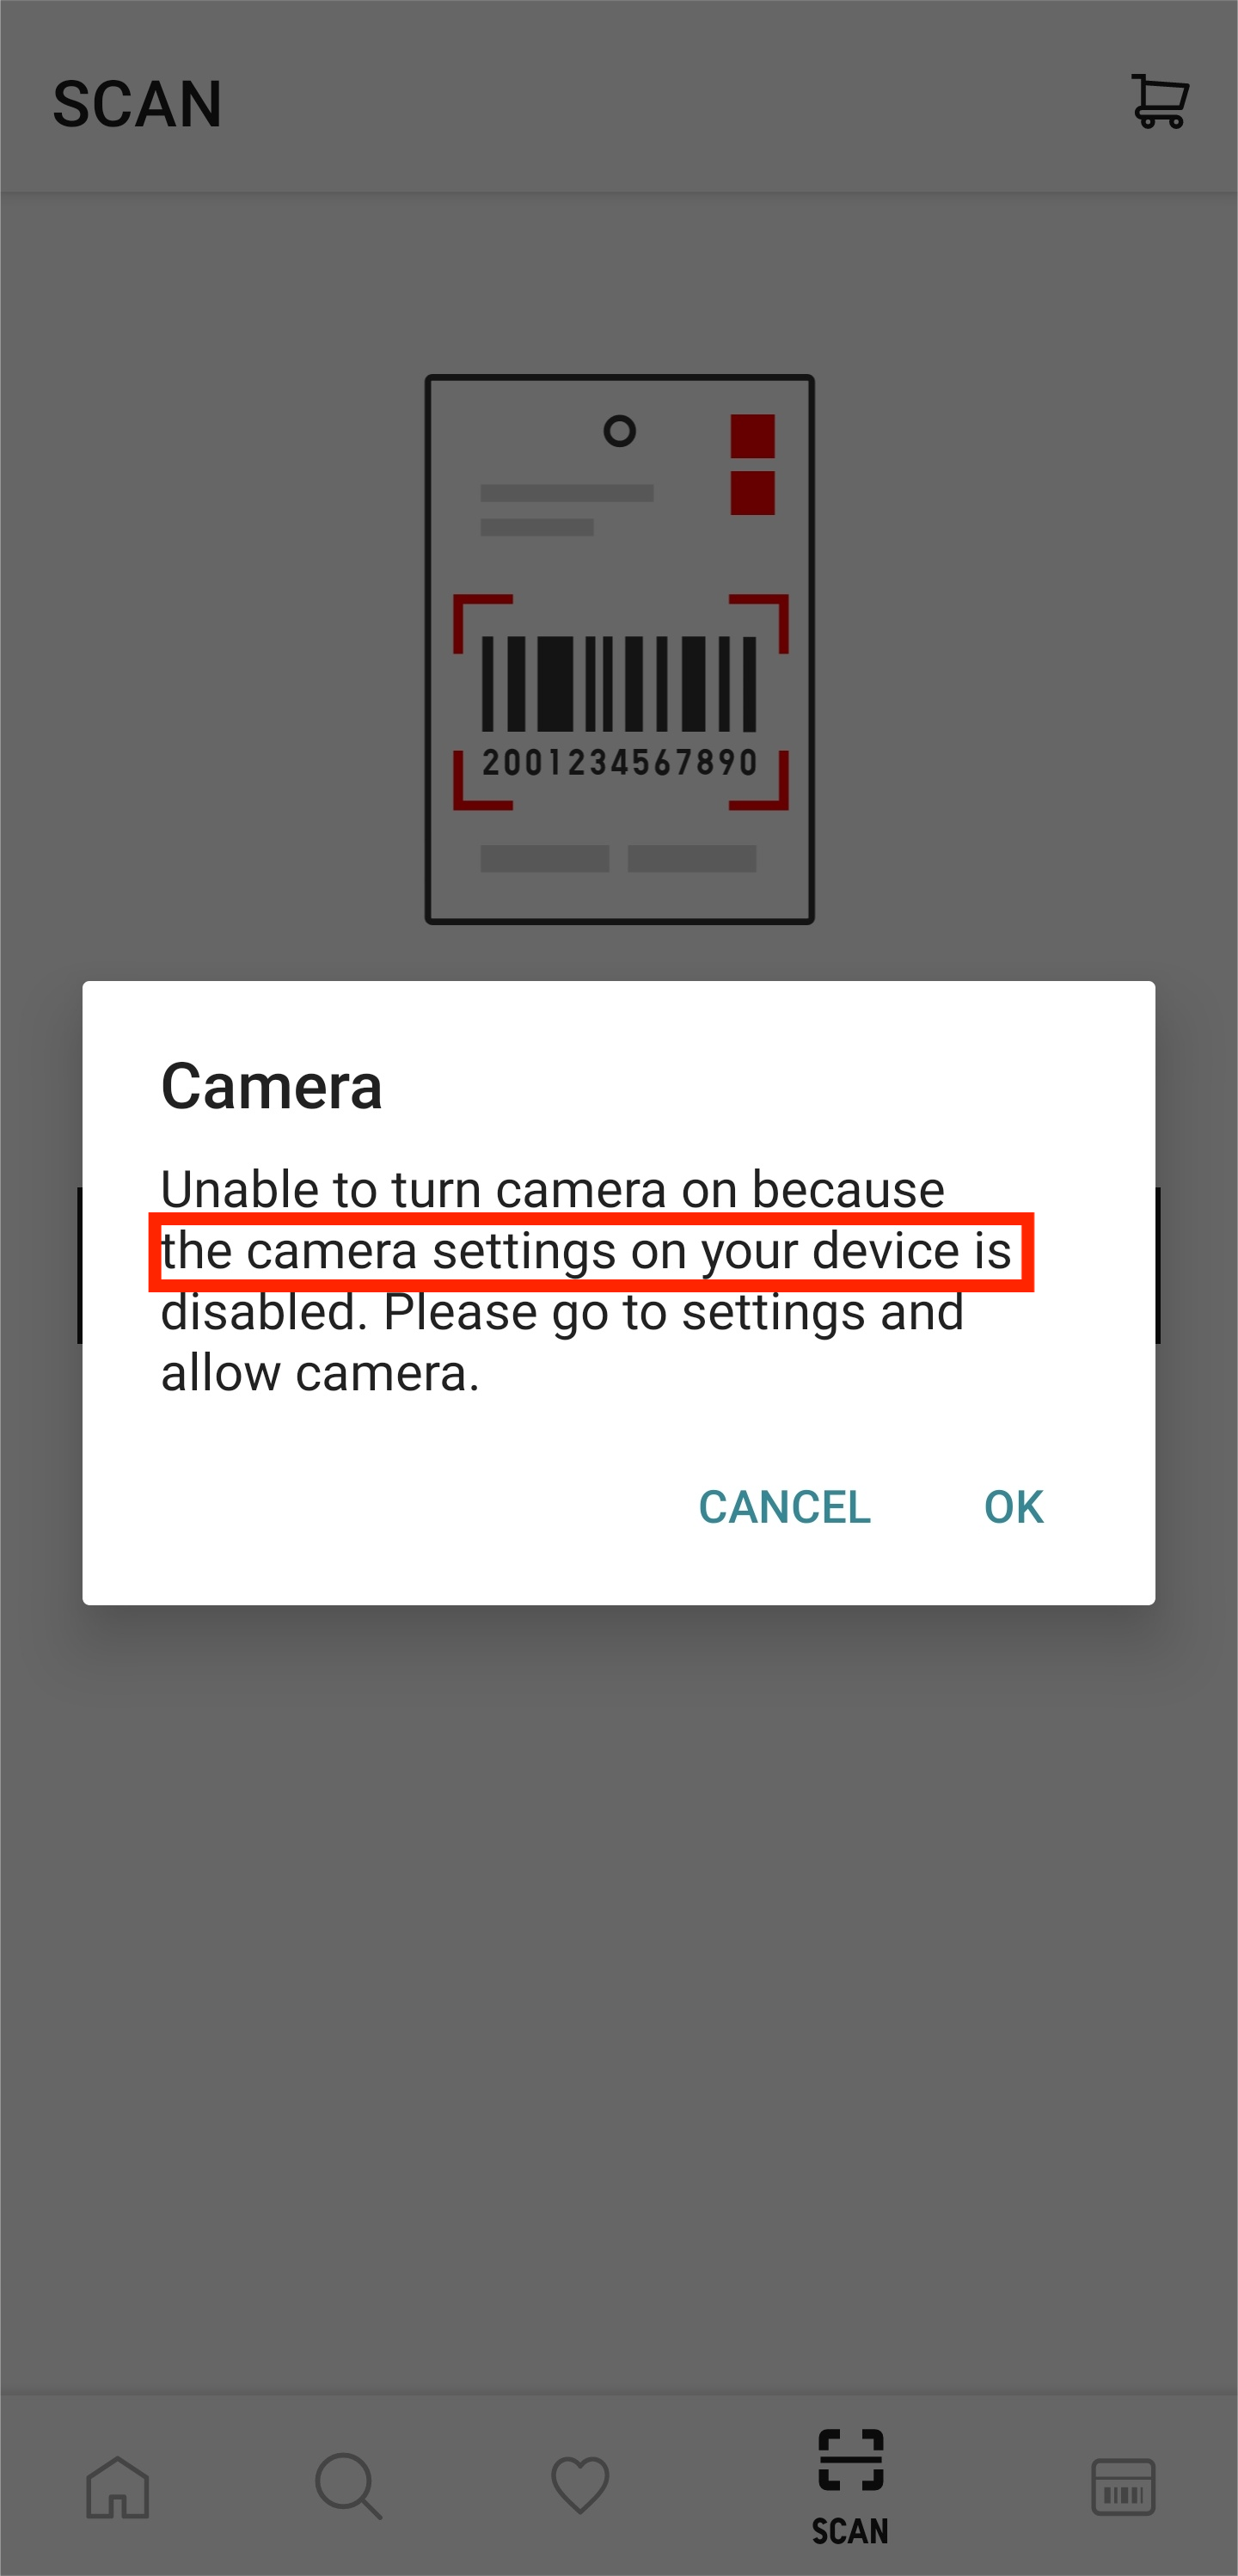 SCAN
2001234567890
Camera
Unable to turn camera on because
the camera settings on your device is
disabled. Please go to settings and
allow camera.
CANCEL OK
SCAN